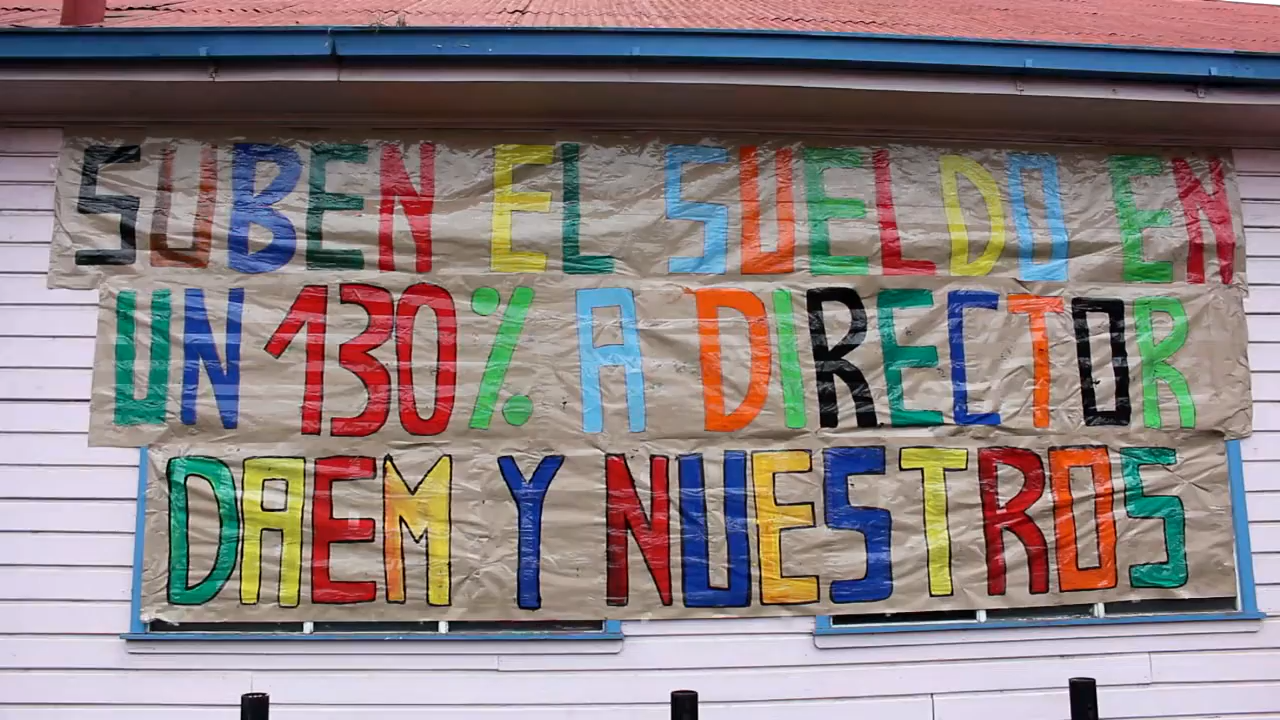 SUBEN EL SUELDO EN
UN 130% A DIRECTOR
DAEM Y NUESTROS